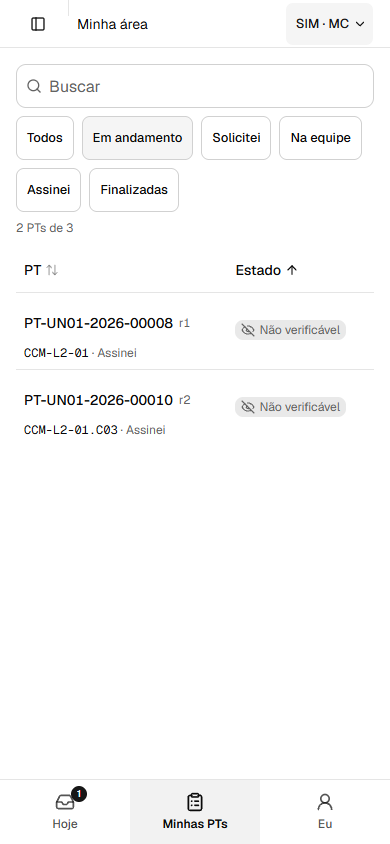 Minha área
SIM · MC
Buscar
Todos
Em andamento
Solicitei
Na equipe
Assinei
Finalizadas
2 PTs de 3
PT
Estado
PT-UN01-2026-00008 r1
Não verificável
CCM-L2-01 · Assinei
PT-UN01-2026-00010 r2
Não verificável
CCM-L2-01.C03 · Assinei
1
Hoje
Minhas PTs
Eu